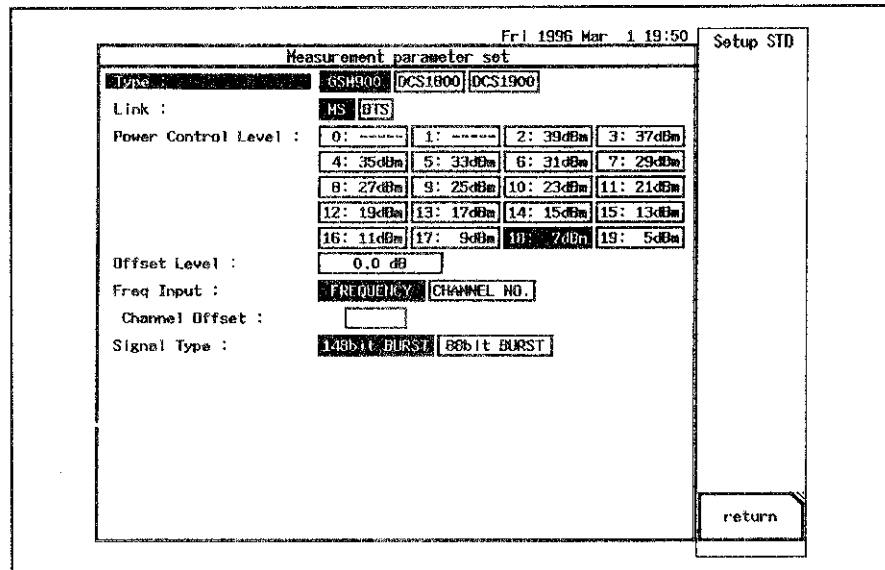 Fri 1996 Mar 1 19:50
Setup STD
Measurement parameter set
Type : GSM900 DCS1800 DCS1900
Link : MS BTS
Power Control Level : 0: ----- 1: ----- 2: 39dBm 3: 37dBm
4: 35dBm 5: 33dBm 6: 31dBm 7: 29dBm
8: 27dBm 9: 25dBm 10: 23dBm 11: 21dBm
12: 19dBm 13: 17dBm 14: 15dBm 15: 13dBm
16: 11dBm 17: 9dBm 18: 7dBm 19: 5dBm
Offset Level : 0.0 dB
Freq Input : FREQUENCY CHANNEL NO.
Channel Offset :
Signal Type : 148bit BURST 88bit BURST
return